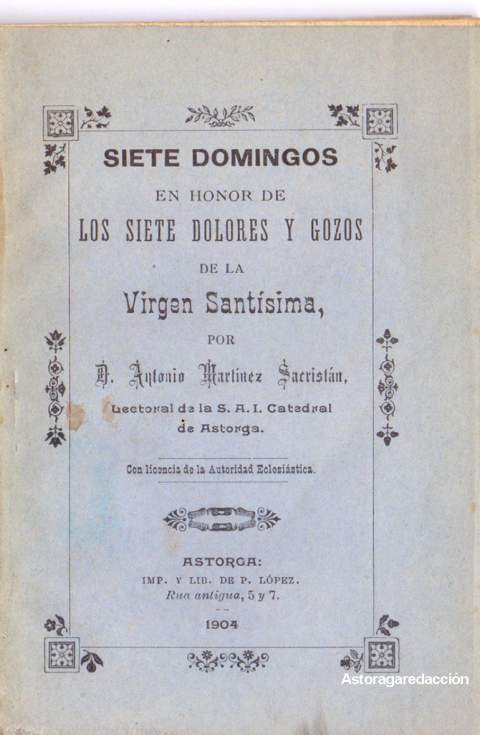 SIETE DOMINGOS
EN HONOR DE
LOS SIETE DOLORES Y GOZOS
DE LA
Virgen Santísima,
POR
D. Antonio Martinez Sacristán,
Lectoral de la S. A. I. Catedral
de Astorga.
Con licencia de la Autoridad Eclesiástica.
ASTORGA:
IMP. Y LIB. DE P. LÓPEZ.
Rua antigua, 5 y 7.
1904
Astoragaredacción